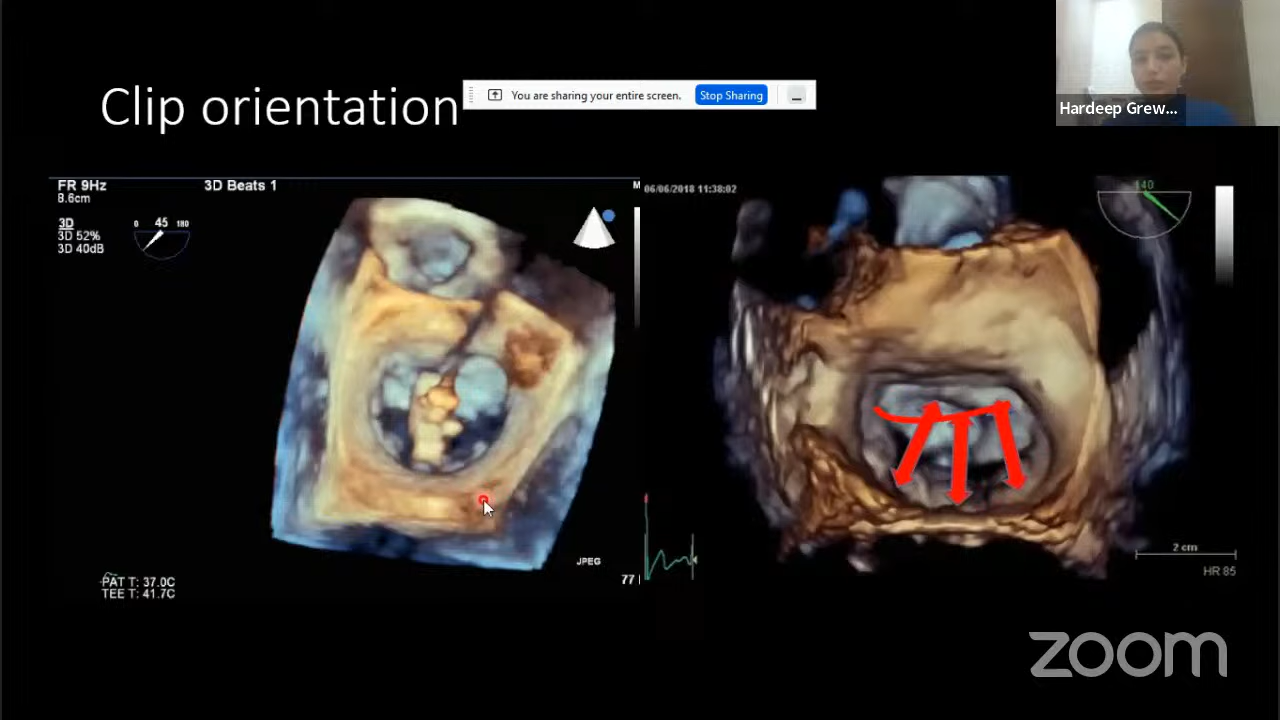 Hardeep Grew...
You are sharing your entire screen.
Stop Sharing
Clip orientation
FR 9Hz
8.6cm
3D Beats 1
M
3D
3D 52%
3D 40dB
0 45 180
JPEG
77
PAT T: 37.0C
TEE T: 41.7C
06/06/2018 11:38:02
140
2 cm
HR 85
zoom